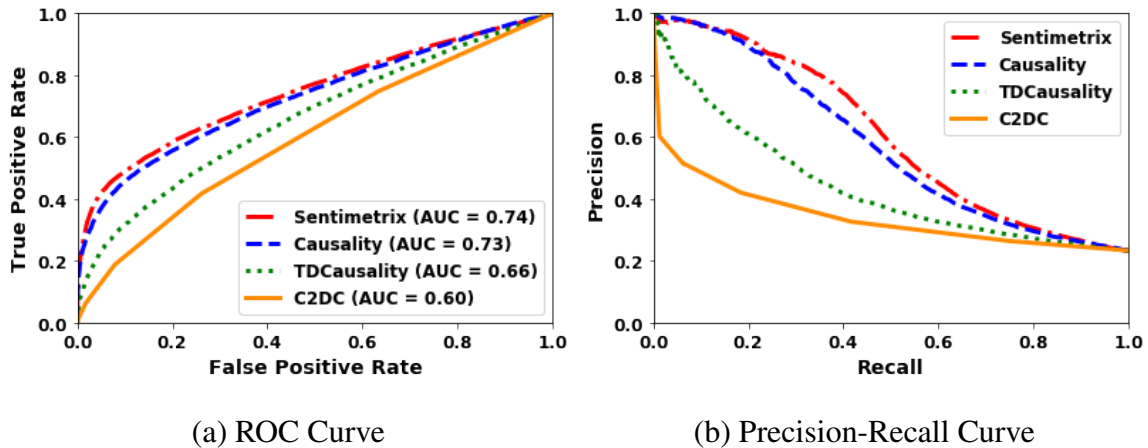 1.0
0.8
0.6
0.4
0.2
0.0
True Positive Rate
Sentimetrix (AUC = 0.74)
Causality (AUC = 0.73)
TDCausality (AUC = 0.66)
C2DC (AUC = 0.60)
0.0 0.2 0.4 0.6 0.8 1.0
False Positive Rate
(a) ROC Curve
1.0
0.8
0.6
0.4
0.2
0.0
Precision
Sentimetrix
Causality
TDCausality
C2DC
0.0 0.2 0.4 0.6 0.8 1.0
Recall
(b) Precision-Recall Curve